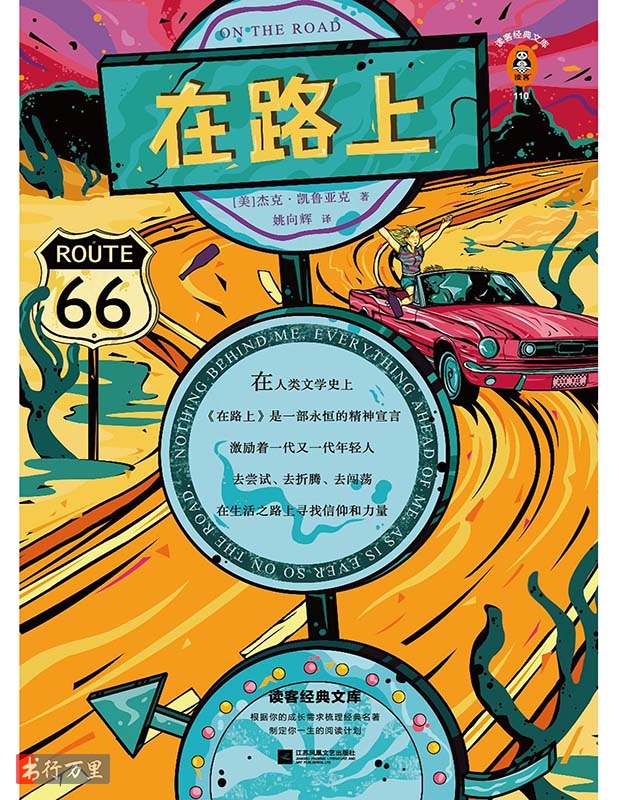 ON THE ROAD
在路上
读客经典文库
读客
110
[美]杰克·凯鲁亚克 著
姚向辉 译
ROUTE
66
NOTHING BEHIND ME, EVERYTHING AHEAD OF ME, AS IS EVER SO ON THE ROAD.
在人类文学史上
《在路上》是一部永恒的精神宣言
激励着一代又一代年轻人
去尝试、去折腾、去闯荡
在生活之路上寻找信仰和力量
读客经典文库
根据你的成长需求梳理经典名著
制定你一生的阅读计划
江苏凤凰文艺出版社
JIANGSU PHOENIX LITERATURE AND
ART PUBLISHING, LTD
书行万里